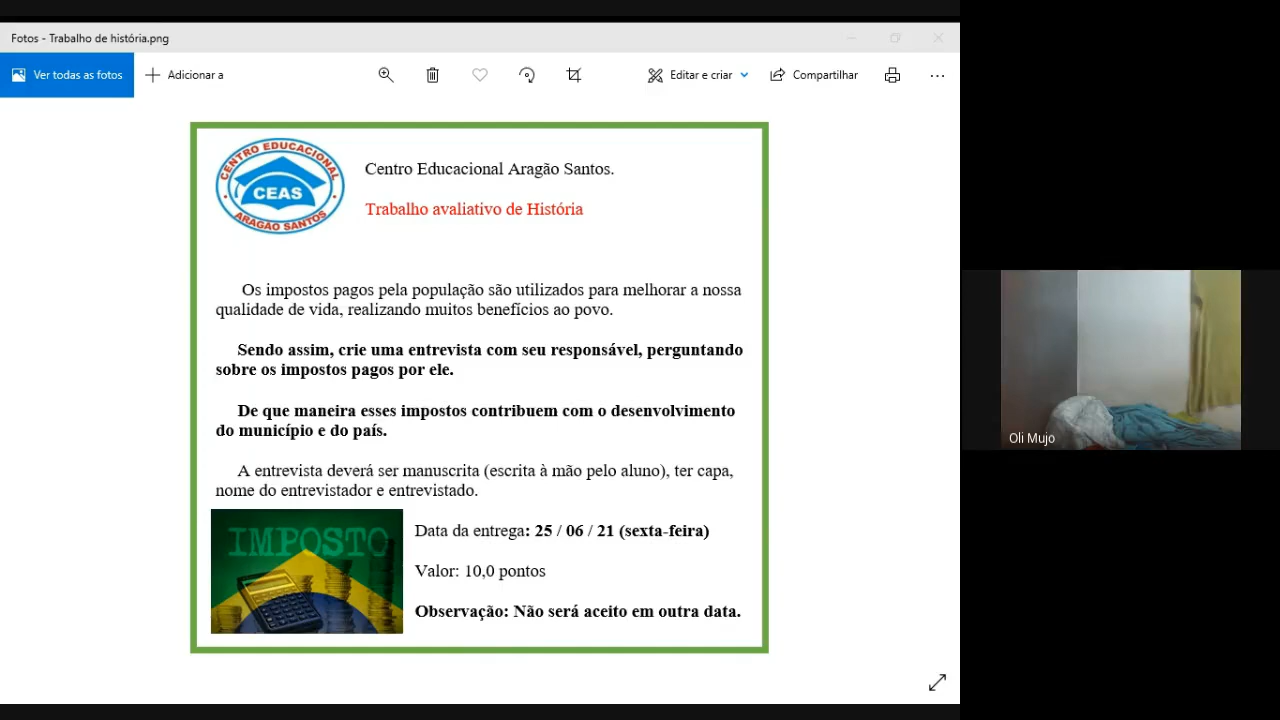 Fotos - Trabalho de história.png
Ver todas as fotos
Adicionar a
Editar e criar
Compartilhar
CENTRO EDUCACIONAL
CEAS
ARAGÃO SANTOS
Centro Educacional Aragão Santos.
Trabalho avaliativo de História
Os impostos pagos pela população são utilizados para melhorar a nossa
qualidade de vida, realizando muitos benefícios ao povo.
Sendo assim, crie uma entrevista com seu responsável, perguntando
sobre os impostos pagos por ele.
De que maneira esses impostos contribuem com o desenvolvimento
do município e do país.
A entrevista deverá ser manuscrita (escrita à mão pelo aluno), ter capa,
nome do entrevistador e entrevistado.
IMPOSTO
Data da entrega: 25 / 06 / 21 (sexta-feira)
Valor: 10,0 pontos
Observação: Não será aceito em outra data.
Oli Mujo